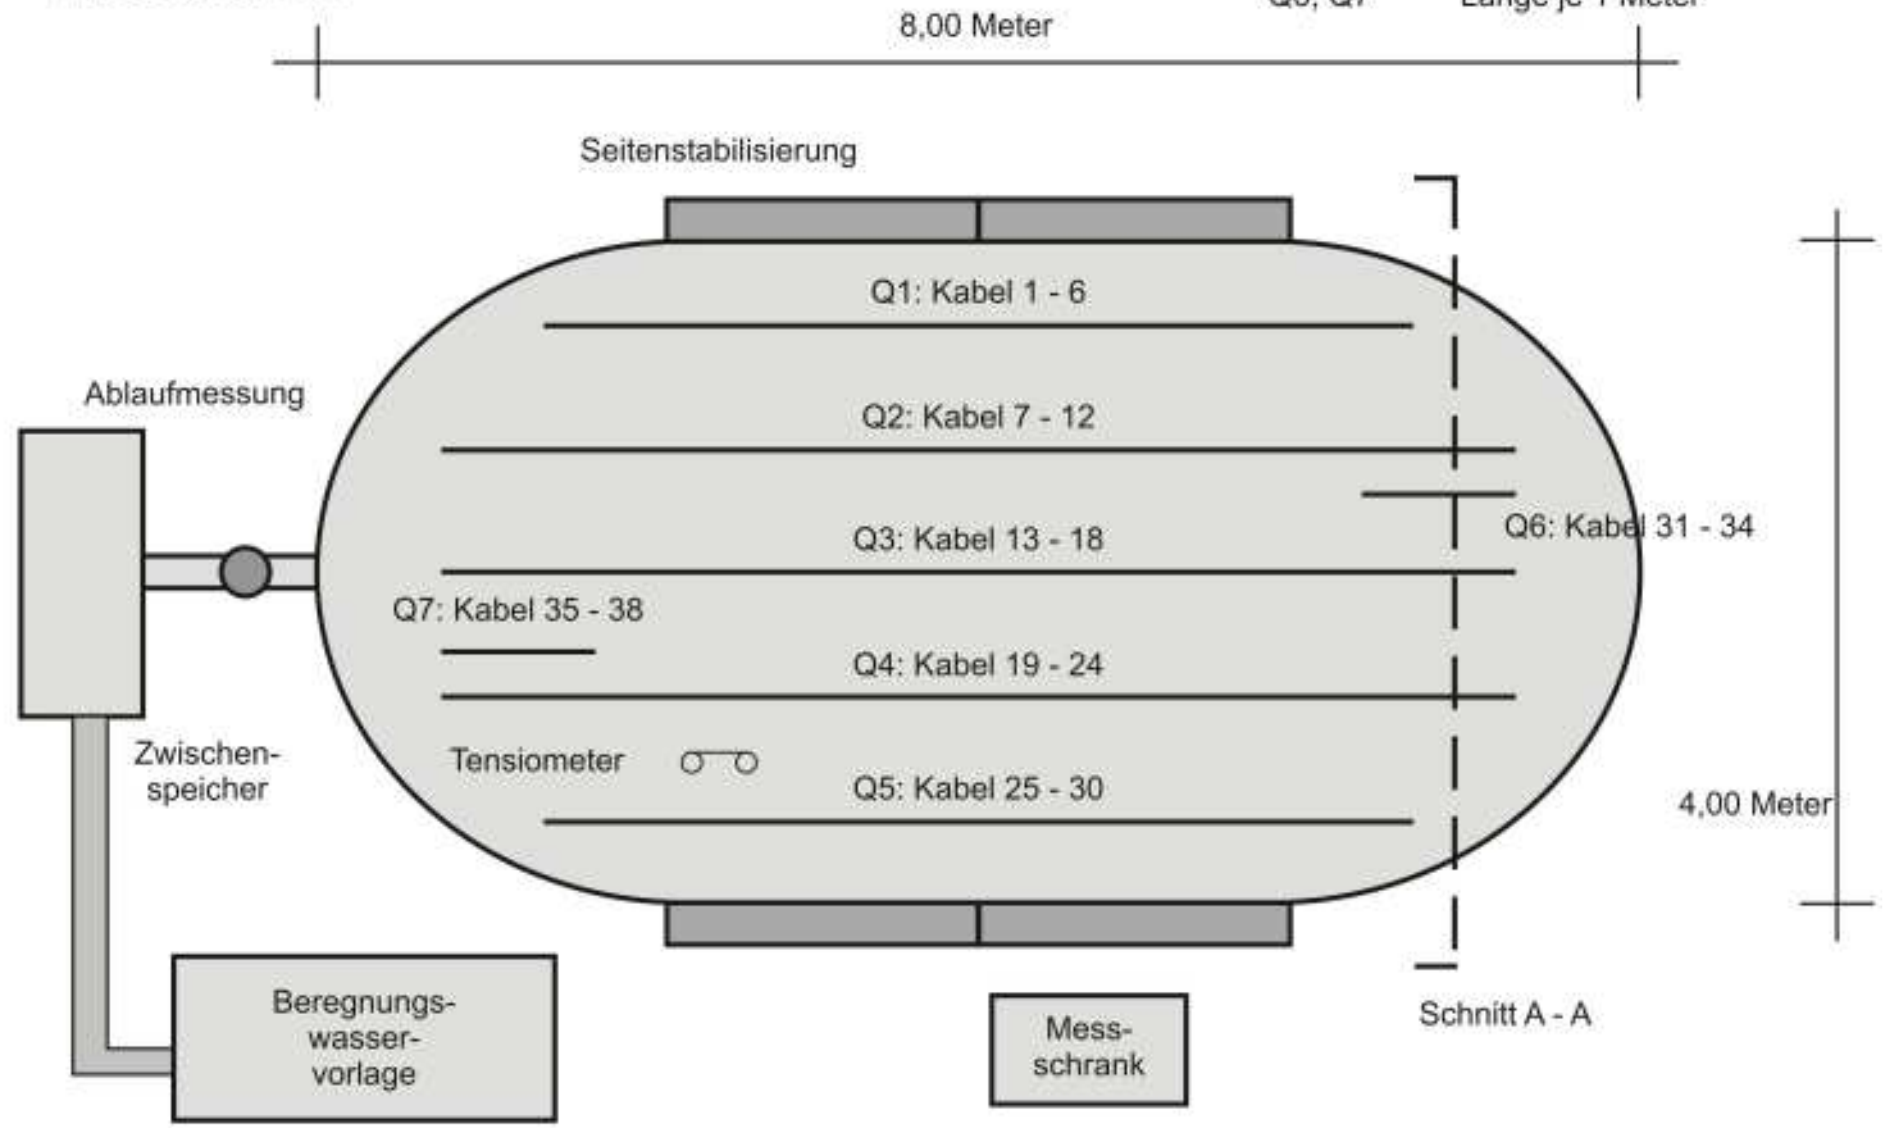 8,00 Meter
Seitenstabilisierung
Q1: Kabel 1 - 6
Ablaufmessung
Q2: Kabel 7 - 12
Q6: Kabel 31 - 34
Q3: Kabel 13 - 18
Q7: Kabel 35 - 38
Q4: Kabel 19 - 24
Zwischen-
speicher
Tensiometer
Q5: Kabel 25 - 30
4,00 Meter
Beregnungs-
wasser-
vorlage
Mess-
schrank
Schnitt A - A